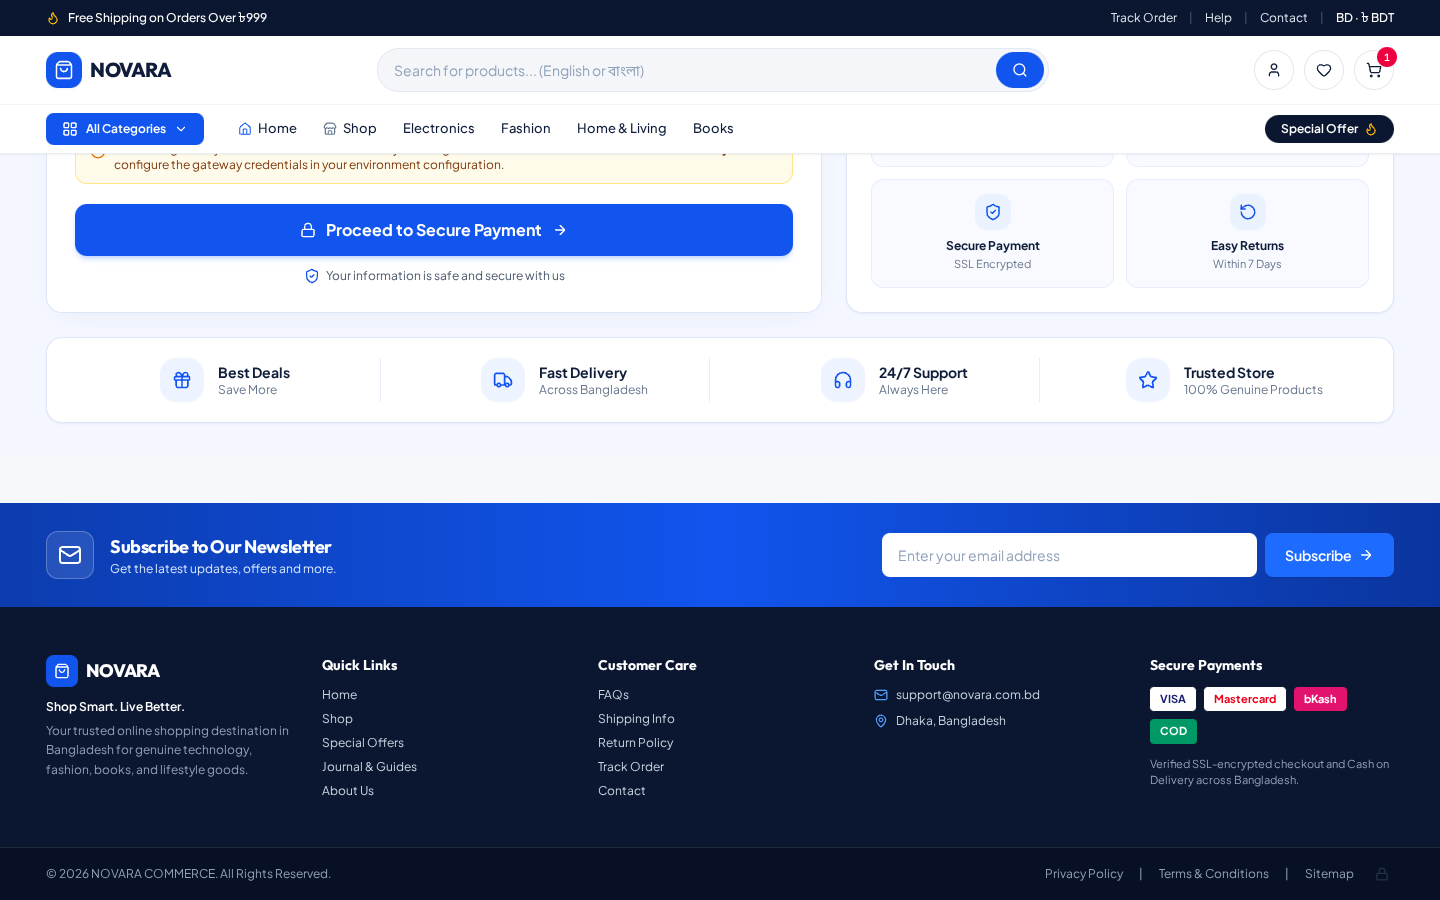 Free Shipping on Orders Over ৳999
Track Order | Help | Contact | BD · ৳ BDT
NOVARA
Search for products... (English or বাংলা)
1
All Categories
Home
Shop
Electronics
Fashion
Home & Living
Books
Special Offer
configure the gateway credentials in your environment configuration.
Proceed to Secure Payment
Your information is safe and secure with us
Secure Payment
SSL Encrypted
Easy Returns
Within 7 Days
Best Deals
Save More
Fast Delivery
Across Bangladesh
24/7 Support
Always Here
Trusted Store
100% Genuine Products
Subscribe to Our Newsletter
Get the latest updates, offers and more.
Enter your email address
Subscribe
NOVARA
Shop Smart. Live Better.
Your trusted online shopping destination in
Bangladesh for genuine technology,
fashion, books, and lifestyle goods.
Quick Links
Home
Shop
Special Offers
Journal & Guides
About Us
Customer Care
FAQs
Shipping Info
Return Policy
Track Order
Contact
Get In Touch
support@novara.com.bd
Dhaka, Bangladesh
Secure Payments
VISA
Mastercard
bKash
COD
Verified SSL-encrypted checkout and Cash on
Delivery across Bangladesh.
© 2026 NOVARA COMMERCE. All Rights Reserved.
Privacy Policy | Terms & Conditions | Sitemap